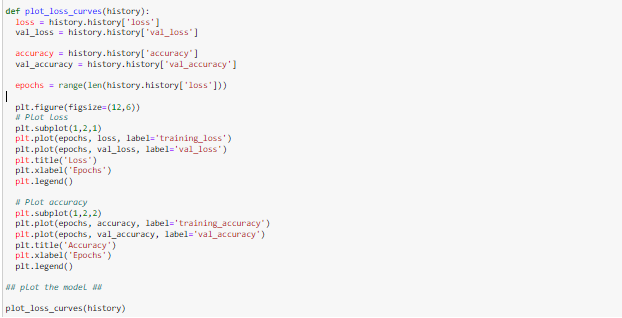 def plot_loss_curves(history):
loss = history.history['loss']
val_loss = history.history['val_loss']
accuracy = history.history['accuracy']
val_accuracy = history.history['val_accuracy']
epochs = range(len(history.history['loss']))
plt.figure(figsize=(12,6))
# Plot Loss
plt.subplot(1,2,1)
plt.plot(epochs, loss, label='training_loss')
plt.plot(epochs, val_loss, label='val_loss')
plt.title('Loss')
plt.xlabel('Epochs')
plt.legend()
# Plot accuracy
plt.subplot(1,2,2)
plt.plot(epochs, accuracy, label='training_accuracy')
plt.plot(epochs, val_accuracy, label='val_accuracy')
plt.title('Accuracy')
plt.xlabel('Epochs')
plt.legend()
## plot the model ##
plot_loss_curves(history)